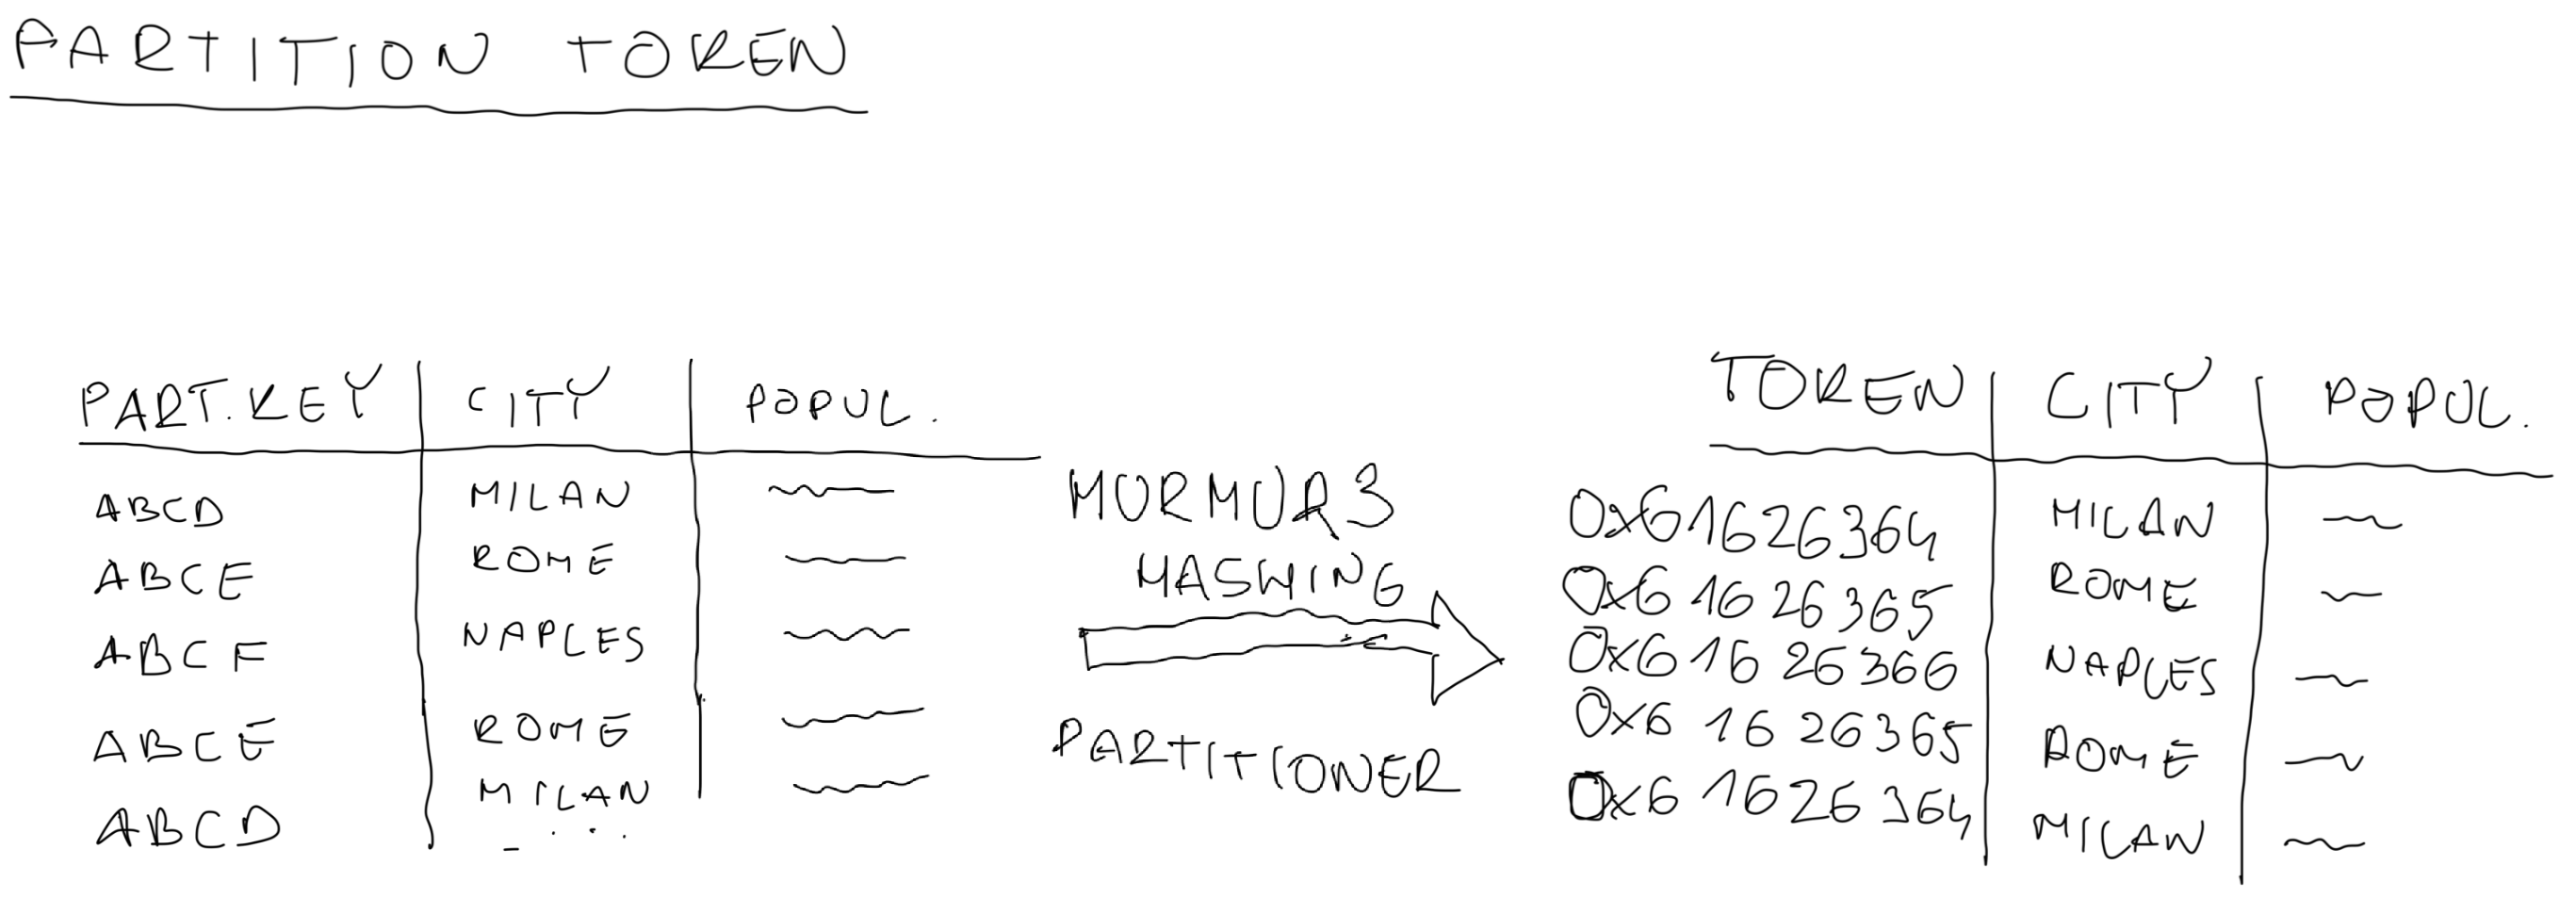 PARTITION TOKEN
PART.KEY CITY POPUL.
ABCD MILAN
ABCE ROME
ABCF NAPLES
ABCE ROME
ABCD MILAN
MURMUR3
HASHING
PARTITIONER
TOKEN CITY POPUL.
0x61626364 MILAN
0x61626365 ROME
0x61626366 NAPLES
0x61626365 ROME
0x61626364 MILAN